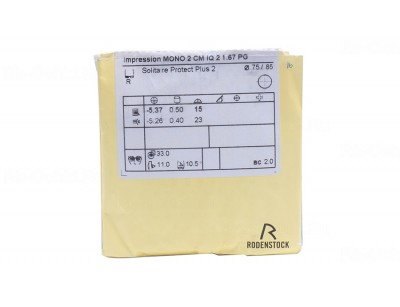 Impression MONO 2 CM IQ 2 1.67 PG
Solitaire Protect Plus 2
⌀ 75 / 85
R
-5.37 0.50 15
-5.26 0.40 23
33.0
11.0 10.5° BC 2.0
R
RODENSTOCK